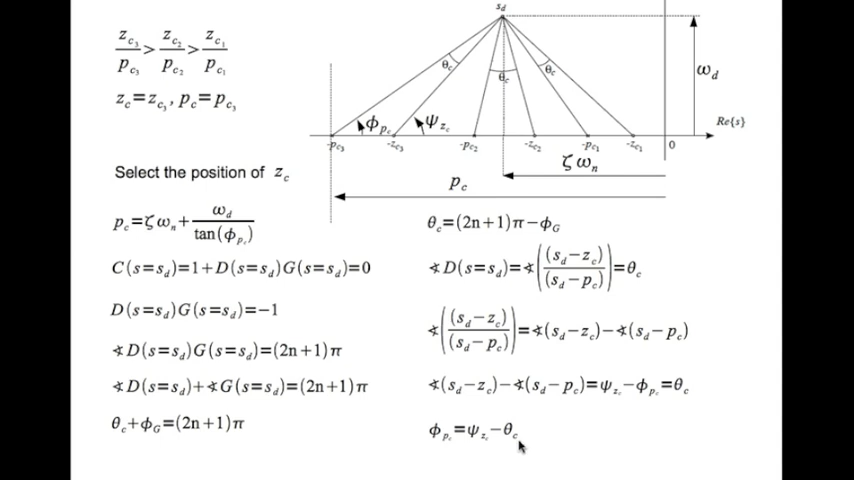 s_d
z_{c_3}/p_{c_3} > z_{c_2}/p_{c_2} > z_{c_1}/p_{c_1}
z_c=z_{c_3}, p_c=p_{c_3}
θ_c
θ_c
θ_c
ω_d
Re{s}
ϕ_{p_c}
ψ_{z_c}
-p_{c_3} -z_{c_3} -p_{c_2} -z_{c_2} -p_{c_1} -z_{c_1} 0
ζω_n
p_c
Select the position of z_c
p_c=ζω_n+ω_d/tan(ϕ_{p_c})
C(s=s_d)=1+D(s=s_d)G(s=s_d)=0
D(s=s_d)G(s=s_d)=−1
∢D(s=s_d)G(s=s_d)=(2n+1)π
∢D(s=s_d)+∢G(s=s_d)=(2n+1)π
θ_c+ϕ_G=(2n+1)π
θ_c=(2n+1)π−ϕ_G
∢D(s=s_d)=∢((s_d−z_c)/(s_d−p_c))=θ_c
∢((s_d−z_c)/(s_d−p_c))=∢(s_d−z_c)−∢(s_d−p_c)
∢(s_d−z_c)−∢(s_d−p_c)=ψ_{z_c}−ϕ_{p_c}=θ_c
ϕ_{p_c}=ψ_{z_c}−θ_c